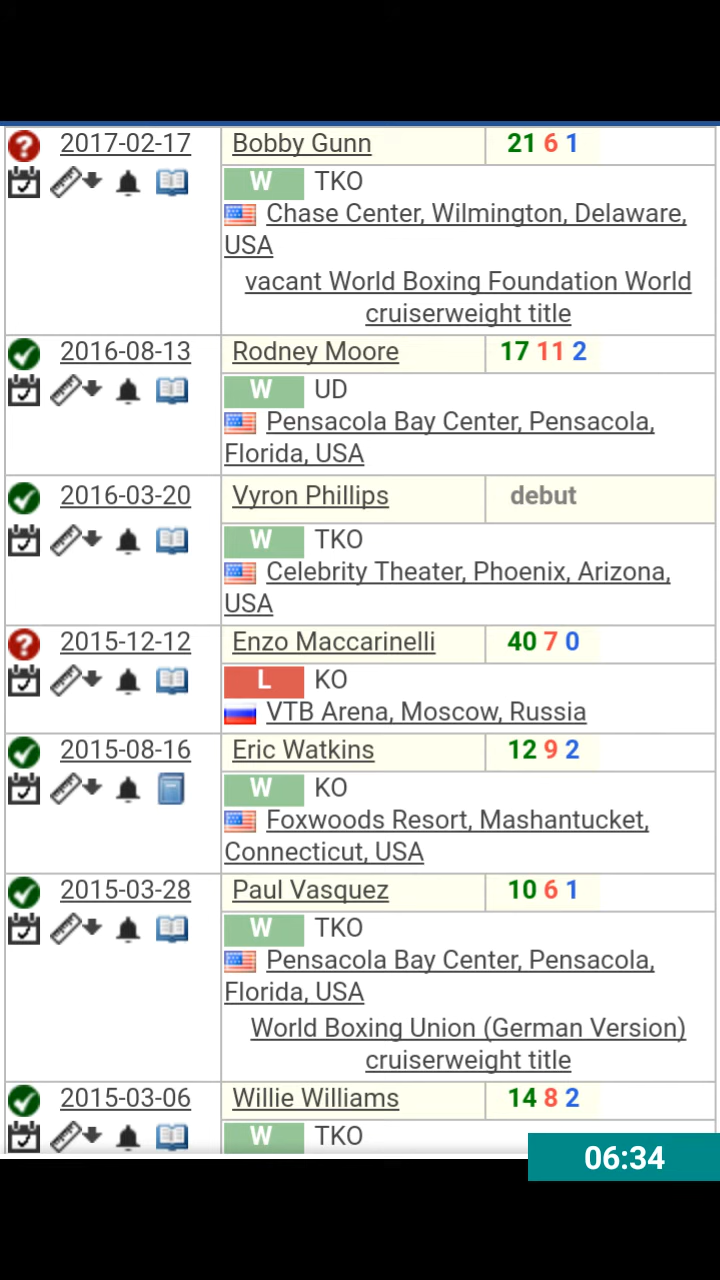 2017-02-17 Bobby Gunn 21 6 1
W TKO
Chase Center, Wilmington, Delaware,
USA
vacant World Boxing Foundation World
cruiserweight title
2016-08-13 Rodney Moore 17 11 2
W UD
Pensacola Bay Center, Pensacola,
Florida, USA
2016-03-20 Vyron Phillips debut
W TKO
Celebrity Theater, Phoenix, Arizona,
USA
2015-12-12 Enzo Maccarinelli 40 7 0
L KO
VTB Arena, Moscow, Russia
2015-08-16 Eric Watkins 12 9 2
W KO
Foxwoods Resort, Mashantucket,
Connecticut, USA
2015-03-28 Paul Vasquez 10 6 1
W TKO
Pensacola Bay Center, Pensacola,
Florida, USA
World Boxing Union (German Version)
cruiserweight title
2015-03-06 Willie Williams 14 8 2
W TKO
06:34